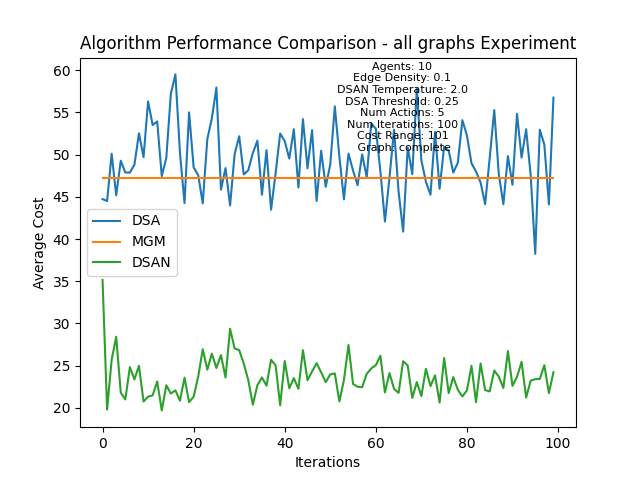 Algorithm Performance Comparison - all graphs Experiment
Agents: 10
Edge Density: 0.1
DSAN Temperature: 2.0
DSA Threshold: 0.25
Num Actions: 5
Num Iterations: 100
Cost Range: 101
Graph: complete
60
55
50
45
40
35
30
25
20
Average Cost
DSA
MGM
DSAN
0
20
40
60
80
100
Iterations